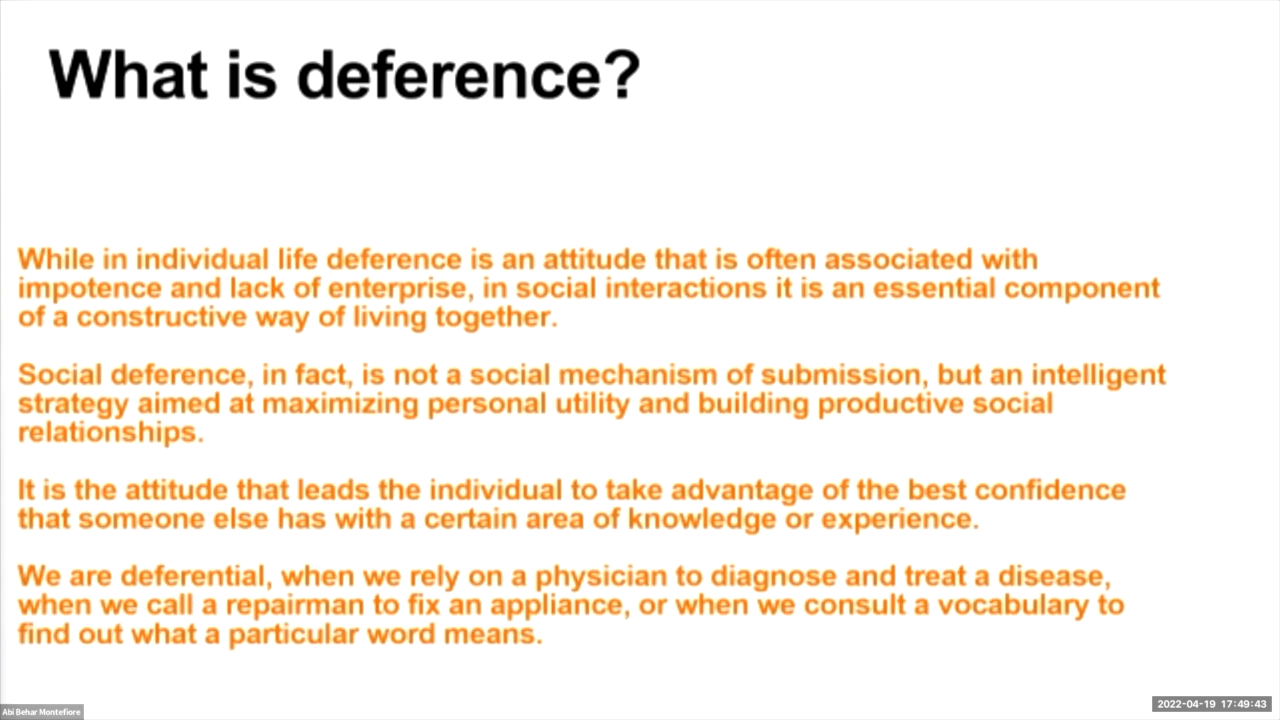 What is deference?
While in individual life deference is an attitude that is often associated with
impotence and lack of enterprise, in social interactions it is an essential component
of a constructive way of living together.
Social deference, in fact, is not a social mechanism of submission, but an intelligent
strategy aimed at maximizing personal utility and building productive social
relationships.
It is the attitude that leads the individual to take advantage of the best confidence
that someone else has with a certain area of knowledge or experience.
We are deferential, when we rely on a physician to diagnose and treat a disease,
when we call a repairman to fix an appliance, or when we consult a vocabulary to
find out what a particular word means.
Abi Behar Montefiore
2022-04-19 17:49:43